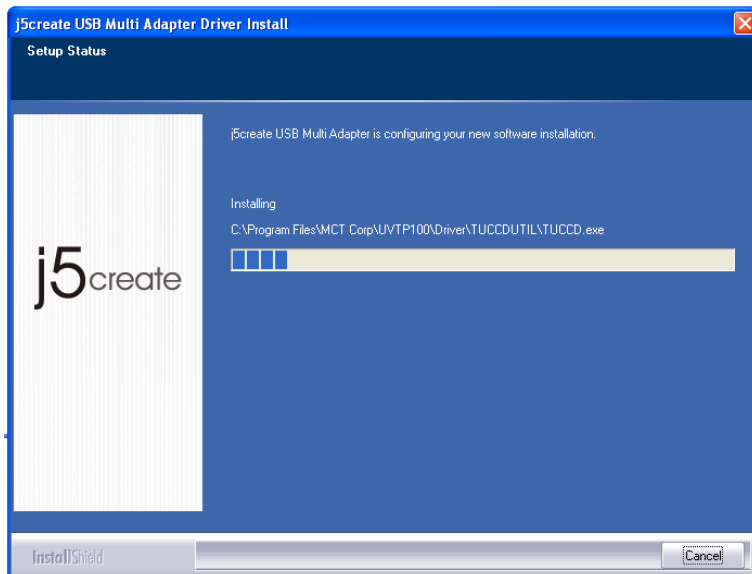 j5create USB Multi Adapter Driver Install
Setup Status
j5create USB Multi Adapter is configuring your new software installation.
Installing
C:\Program Files\MCT Corp\UVTP100\Driver\TUCCDUTIL\TUCCD.exe
j5create
InstallShield
Cancel